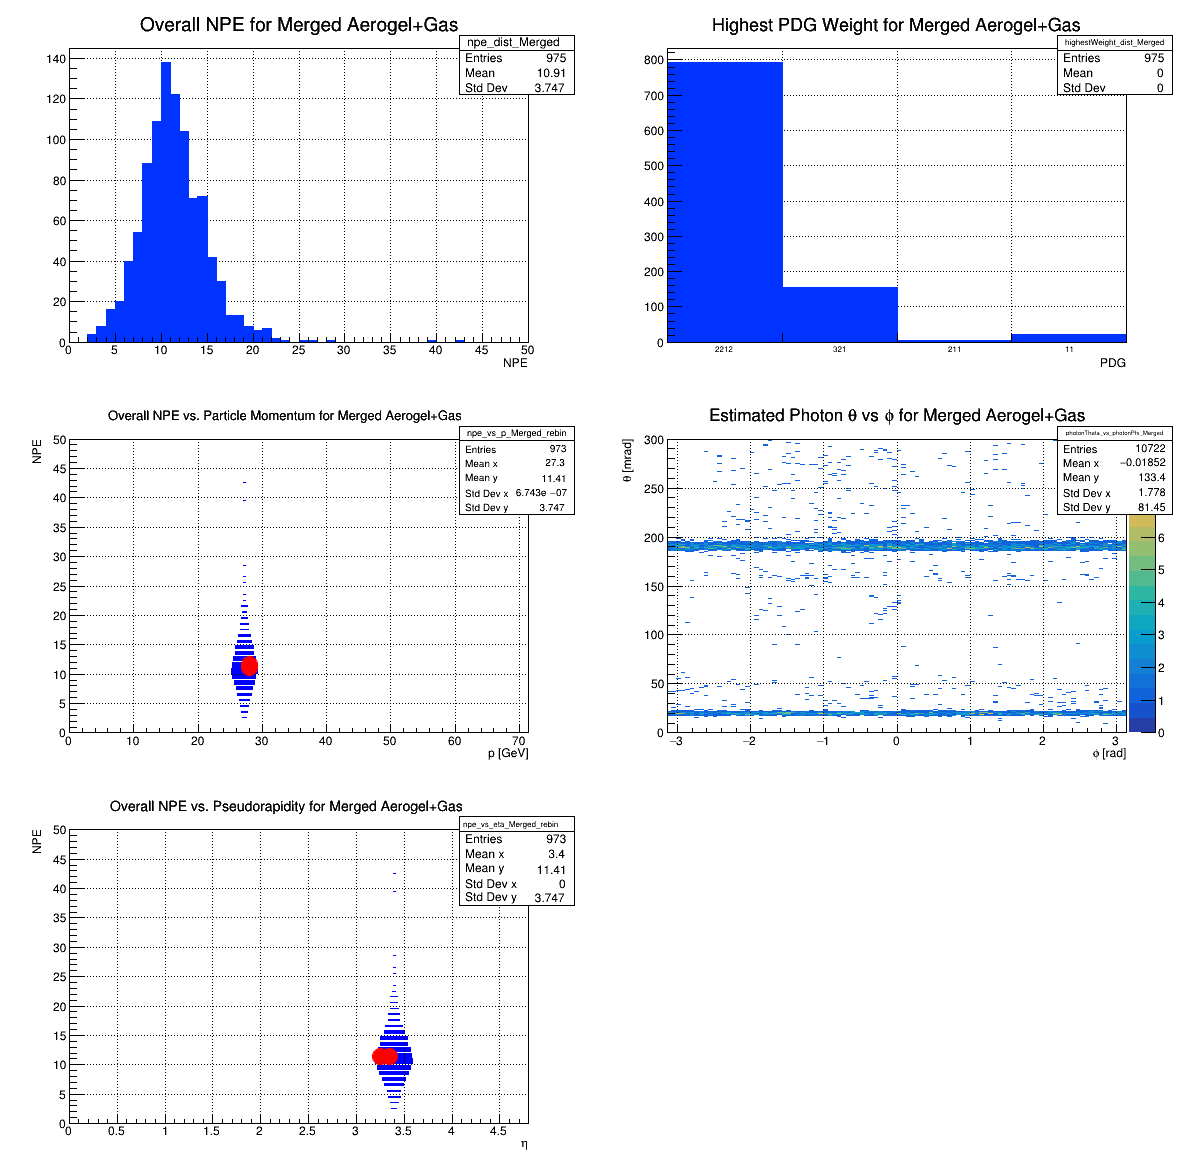 Overall NPE for Merged Aerogel+Gas
npe_dist_Merged
Entries 975
Mean 10.91
Std Dev 3.747
140
120
100
80
60
40
20
0
0 5 10 15 20 25 30 35 40 45 50
NPE
Highest PDG Weight for Merged Aerogel+Gas
highestWeight_dist_Merged
Entries 975
Mean 0
Std Dev 0
800
700
600
500
400
300
200
100
0
2212 321 211 11
PDG
Overall NPE vs. Particle Momentum for Merged Aerogel+Gas
npe_vs_p_Merged_rebin
Entries 973
Mean x 27.3
Mean y 11.41
Std Dev x 6.743e −07
Std Dev y 3.747
NPE
50
45
40
35
30
25
20
15
10
5
0
0 10 20 30 40 50 60 70
p [GeV]
Estimated Photon θ vs ϕ for Merged Aerogel+Gas
photonTheta_vs_photonPhi_Merged
Entries 10722
Mean x −0.01852
Mean y 133.4
Std Dev x 1.778
Std Dev y 81.45
θ [mrad]
300
250
200
150
100
50
0
−3 −2 −1 0 1 2 3
ϕ [rad]
6
5
4
3
2
1
0
Overall NPE vs. Pseudorapidity for Merged Aerogel+Gas
npe_vs_eta_Merged_rebin
Entries 973
Mean x 3.4
Mean y 11.41
Std Dev x 0
Std Dev y 3.747
NPE
50
45
40
35
30
25
20
15
10
5
0
0 0.5 1 1.5 2 2.5 3 3.5 4 4.5
η